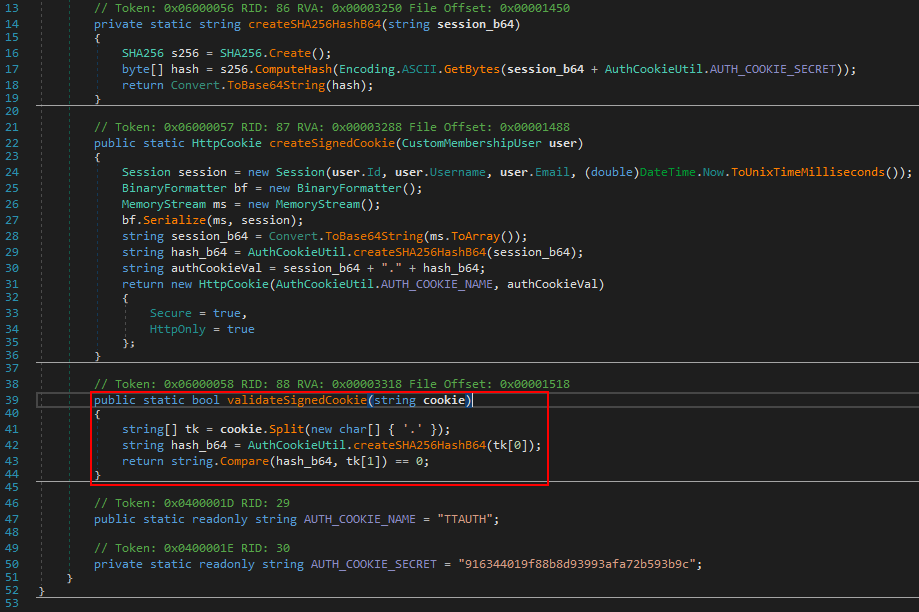 13 // Token: 0x06000056 RID: 86 RVA: 0x00003250 File Offset: 0x00001450
14 private static string createSHA256HashB64(string session_b64)
15 {
16 SHA256 s256 = SHA256.Create();
17 byte[] hash = s256.ComputeHash(Encoding.ASCII.GetBytes(session_b64 + AuthCookieUtil.AUTH_COOKIE_SECRET));
18 return Convert.ToBase64String(hash);
19 }
20
21 // Token: 0x06000057 RID: 87 RVA: 0x00003288 File Offset: 0x00001488
22 public static HttpCookie createSignedCookie(CustomMembershipUser user)
23 {
24 Session session = new Session(user.Id, user.Username, user.Email, (double)DateTime.Now.ToUnixTimeMilliseconds());
25 BinaryFormatter bf = new BinaryFormatter();
26 MemoryStream ms = new MemoryStream();
27 bf.Serialize(ms, session);
28 string session_b64 = Convert.ToBase64String(ms.ToArray());
29 string hash_b64 = AuthCookieUtil.createSHA256HashB64(session_b64);
30 string authCookieVal = session_b64 + "." + hash_b64;
31 return new HttpCookie(AuthCookieUtil.AUTH_COOKIE_NAME, authCookieVal)
32 {
33 Secure = true,
34 HttpOnly = true
35 };
36 }
37
38 // Token: 0x06000058 RID: 88 RVA: 0x00003318 File Offset: 0x00001518
39 public static bool validateSignedCookie(string cookie)
40 {
41 string[] tk = cookie.Split(new char[] { '.' });
42 string hash_b64 = AuthCookieUtil.createSHA256HashB64(tk[0]);
43 return string.Compare(hash_b64, tk[1]) == 0;
44 }
45
46 // Token: 0x0400001D RID: 29
47 public static readonly string AUTH_COOKIE_NAME = "TTAUTH";
48
49 // Token: 0x0400001E RID: 30
50 private static readonly string AUTH_COOKIE_SECRET = "916344019f88b8d93993afa72b593b9c";
51 }
52 }
53